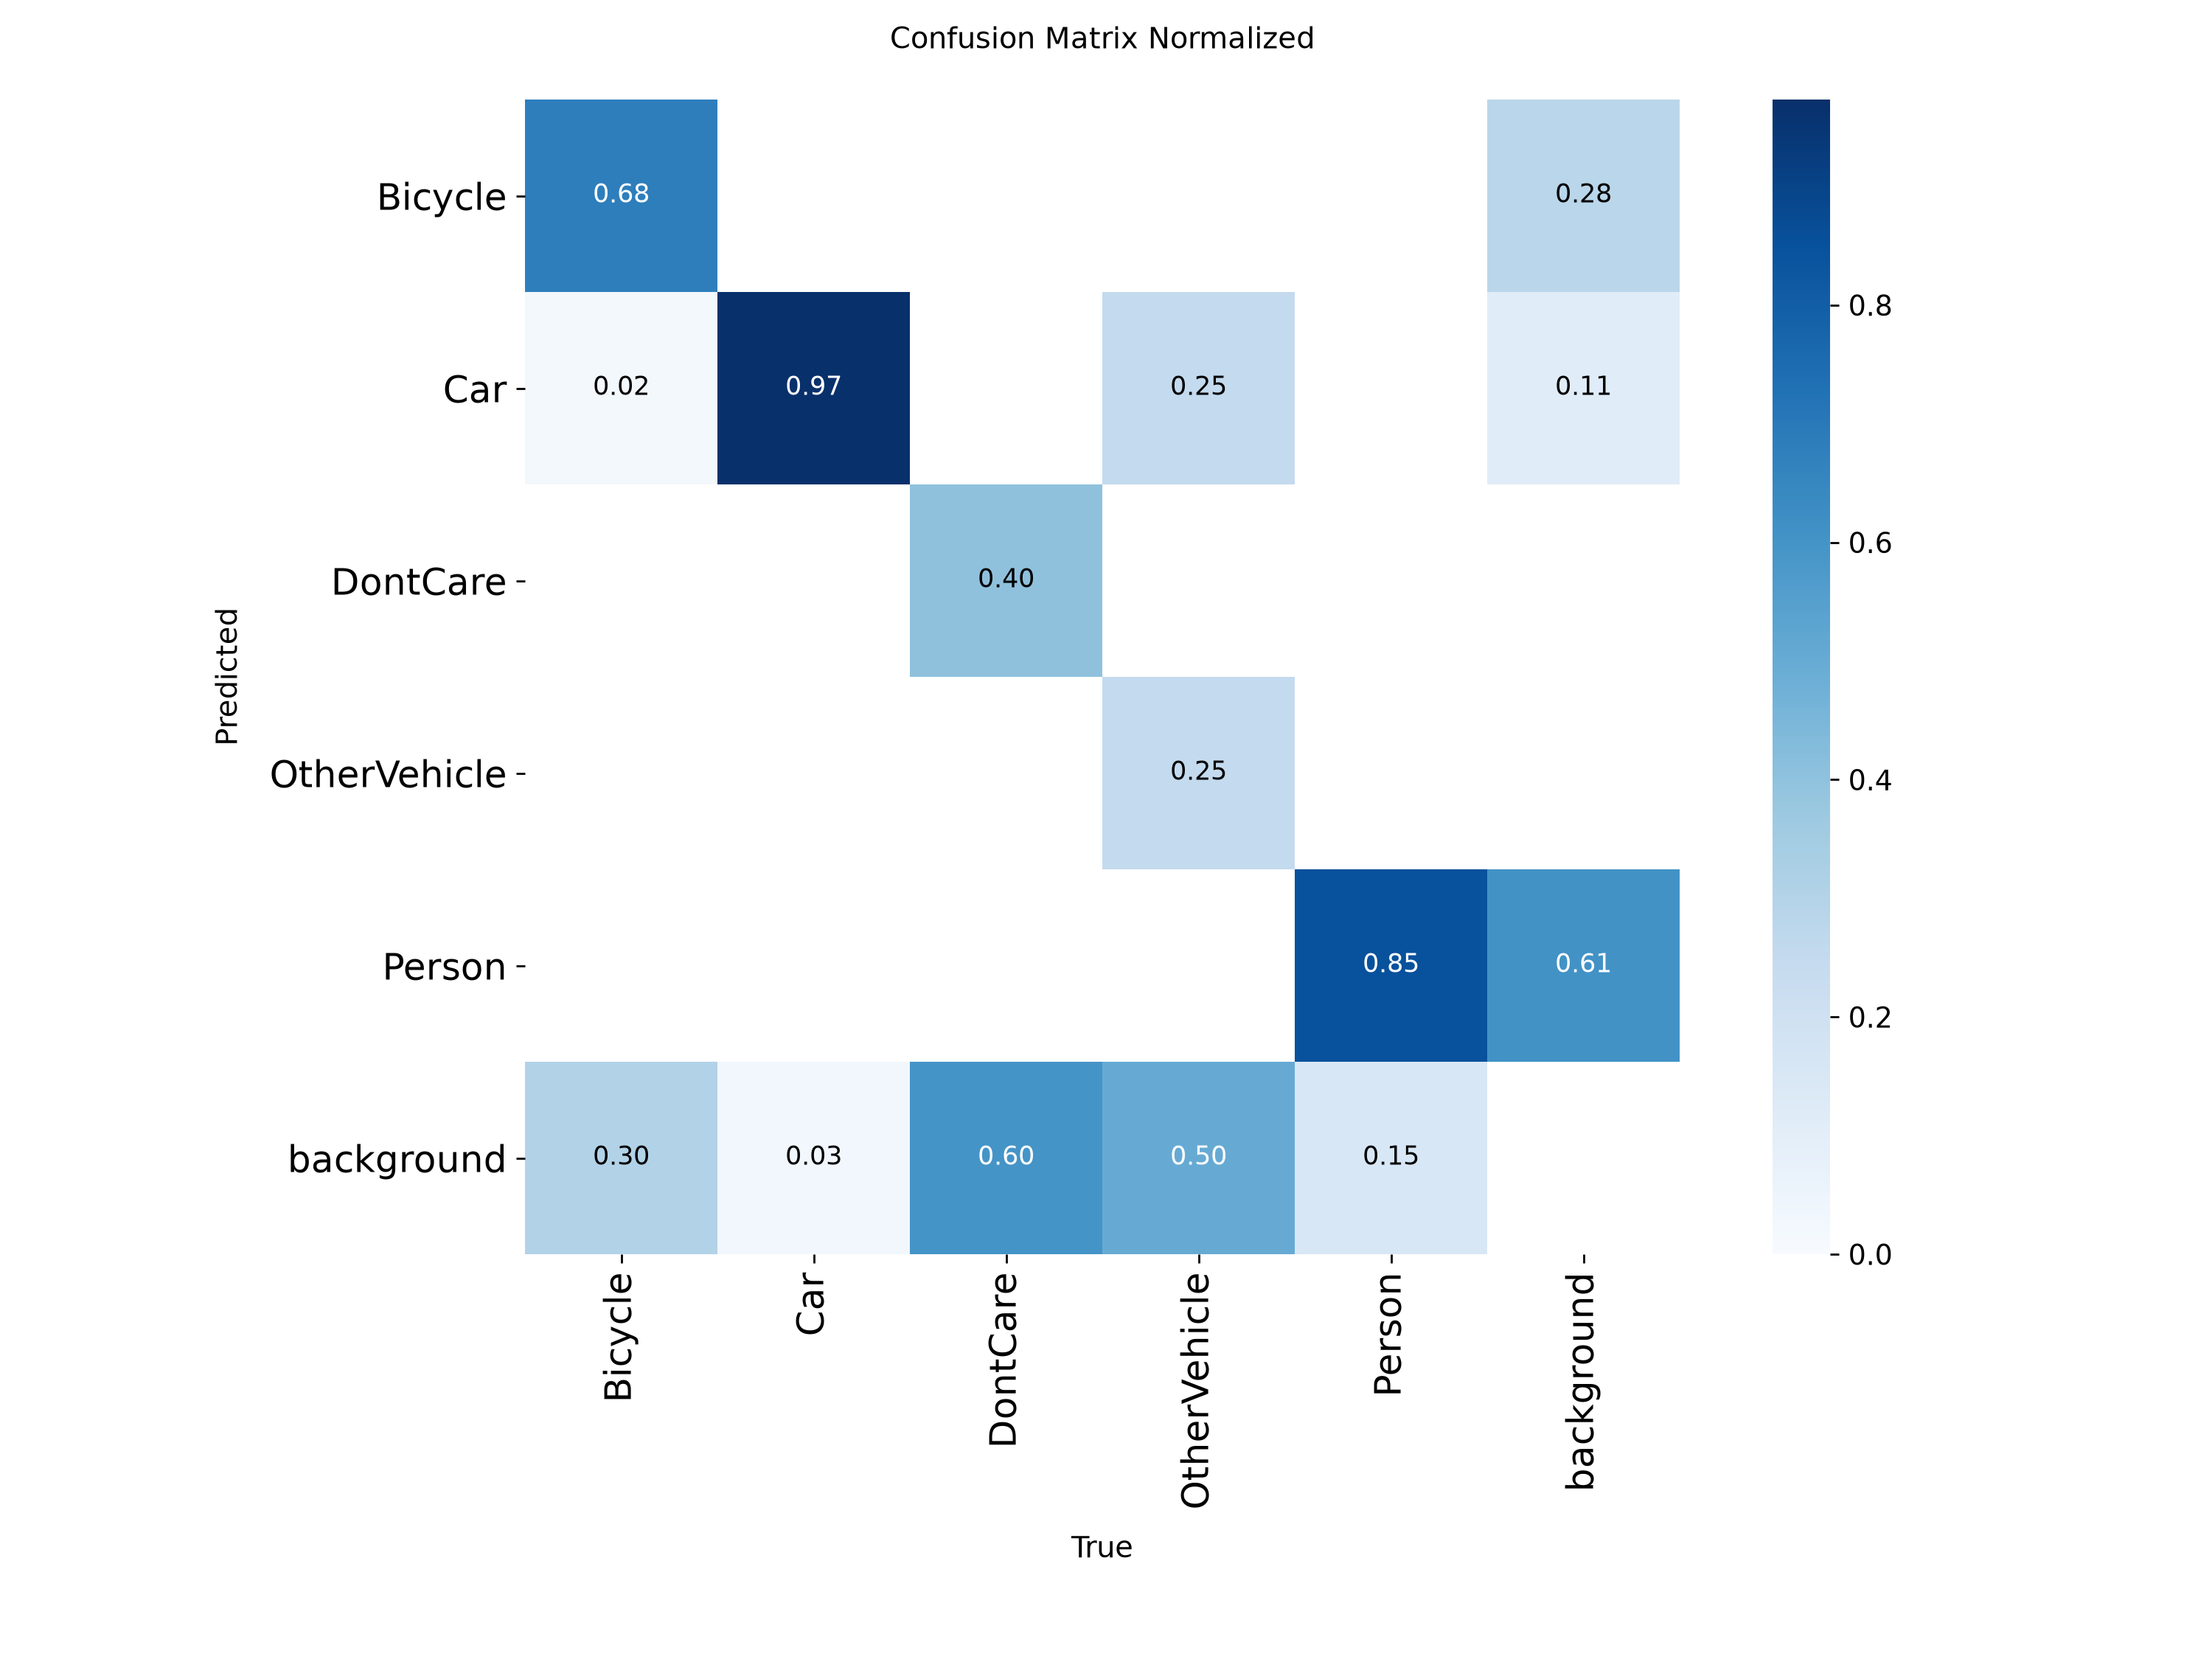 Confusion Matrix Normalized
Bicycle
0.68
0.28
Car
0.02
0.97
0.25
0.11
DontCare
0.40
OtherVehicle
0.25
Person
0.85
0.61
background
0.30
0.03
0.60
0.50
0.15
Predicted
Bicycle
Car
DontCare
OtherVehicle
Person
background
True
0.8
0.6
0.4
0.2
0.0